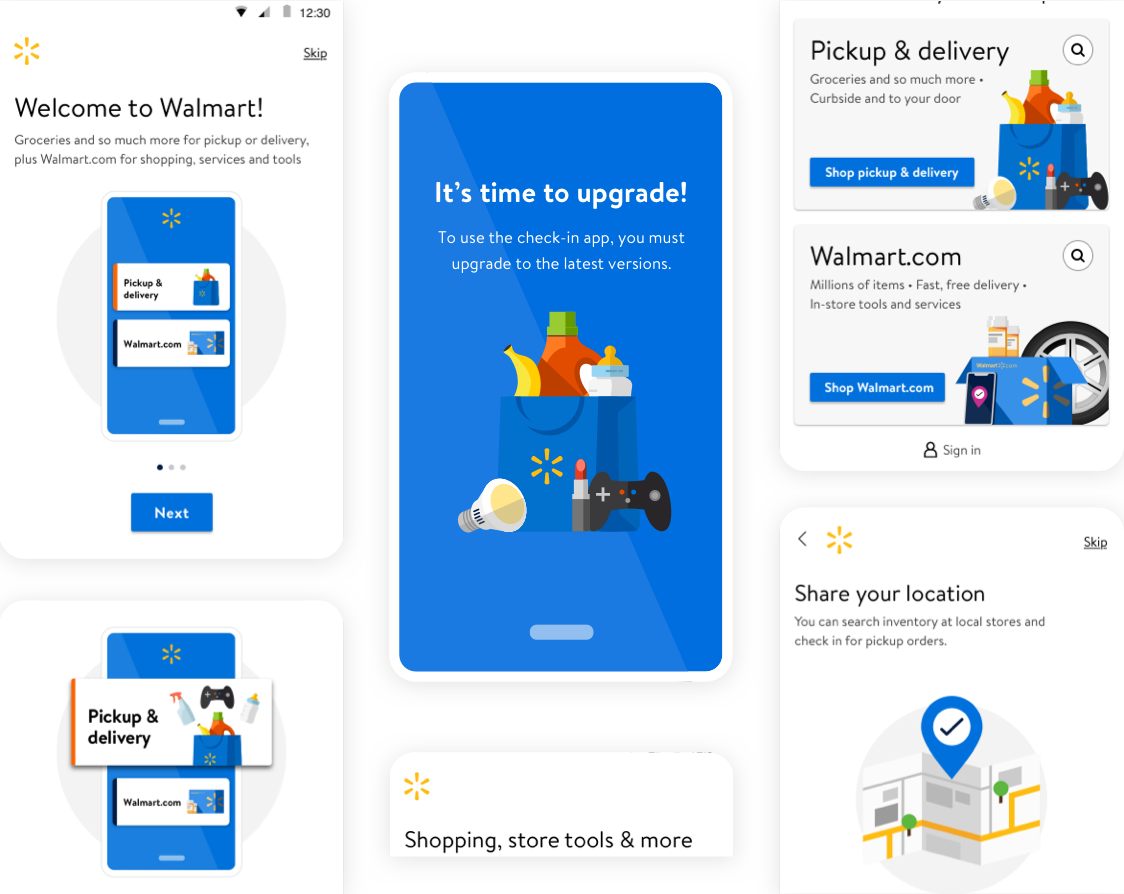 12:30
Skip
Welcome to Walmart!
Groceries and so much more for pickup or delivery,
plus Walmart.com for shopping, services and tools
Pickup &
delivery
Walmart.com
Next
Pickup &
delivery
Walmart.com
It’s time to upgrade!
To use the check-in app, you must
upgrade to the latest versions.
Shopping, store tools & more
Pickup & delivery
Groceries and so much more •
Curbside and to your door
Shop pickup & delivery
Walmart.com
Millions of items • Fast, free delivery •
In-store tools and services
Walmart .com
Shop Walmart.com
Sign in
Skip
Share your location
You can search inventory at local stores and
check in for pickup orders.